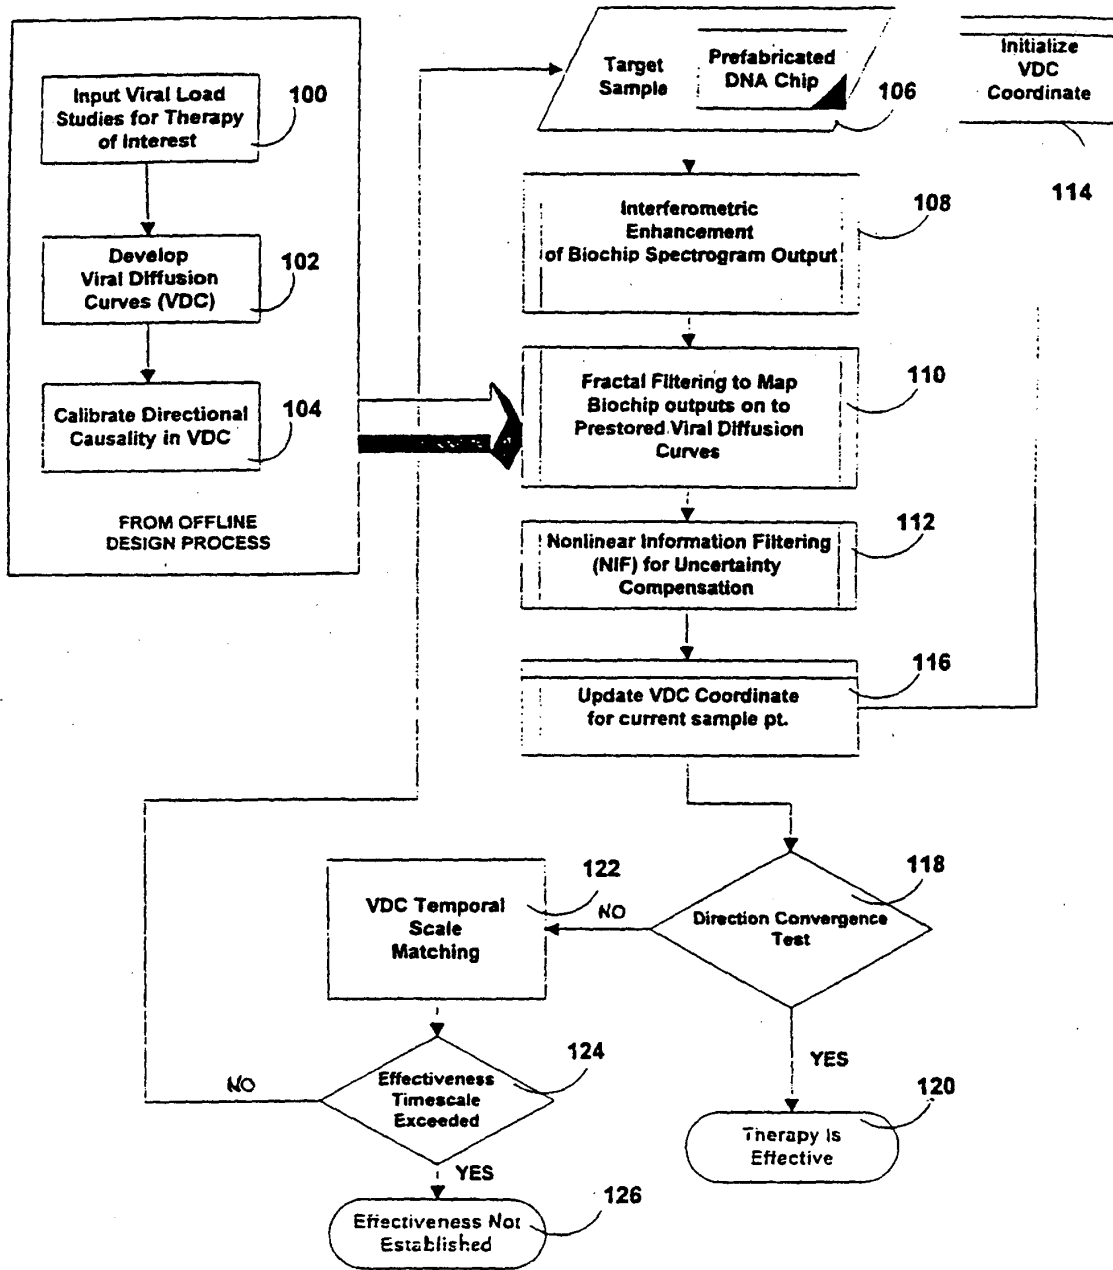 Input Viral Load
Studies for Therapy
of Interest
100
Develop
Viral Diffusion
Curves (VDC)
102
Calibrate Directional
Causality in VDC
104
FROM OFFLINE
DESIGN PROCESS
Target
Sample
Prefabricated
DNA Chip
106
Initialize
VDC
Coordinate
114
Interferometric
Enhancement
of Biochip Spectrogram Output
108
Fractal Filtering to Map
Biochip outputs on to
Prestored Viral Diffusion
Curves
110
Nonlinear Information Filtering
(NIF) for Uncertainty
Compensation
112
Update VDC Coordinate
for current sample pt.
116
Direction Convergence
Test
118
NO
VDC Temporal
Scale
Matching
122
YES
Effectiveness
Timescale
Exceeded
124
NO
Therapy Is
Effective
120
YES
Effectiveness Not
Established
126